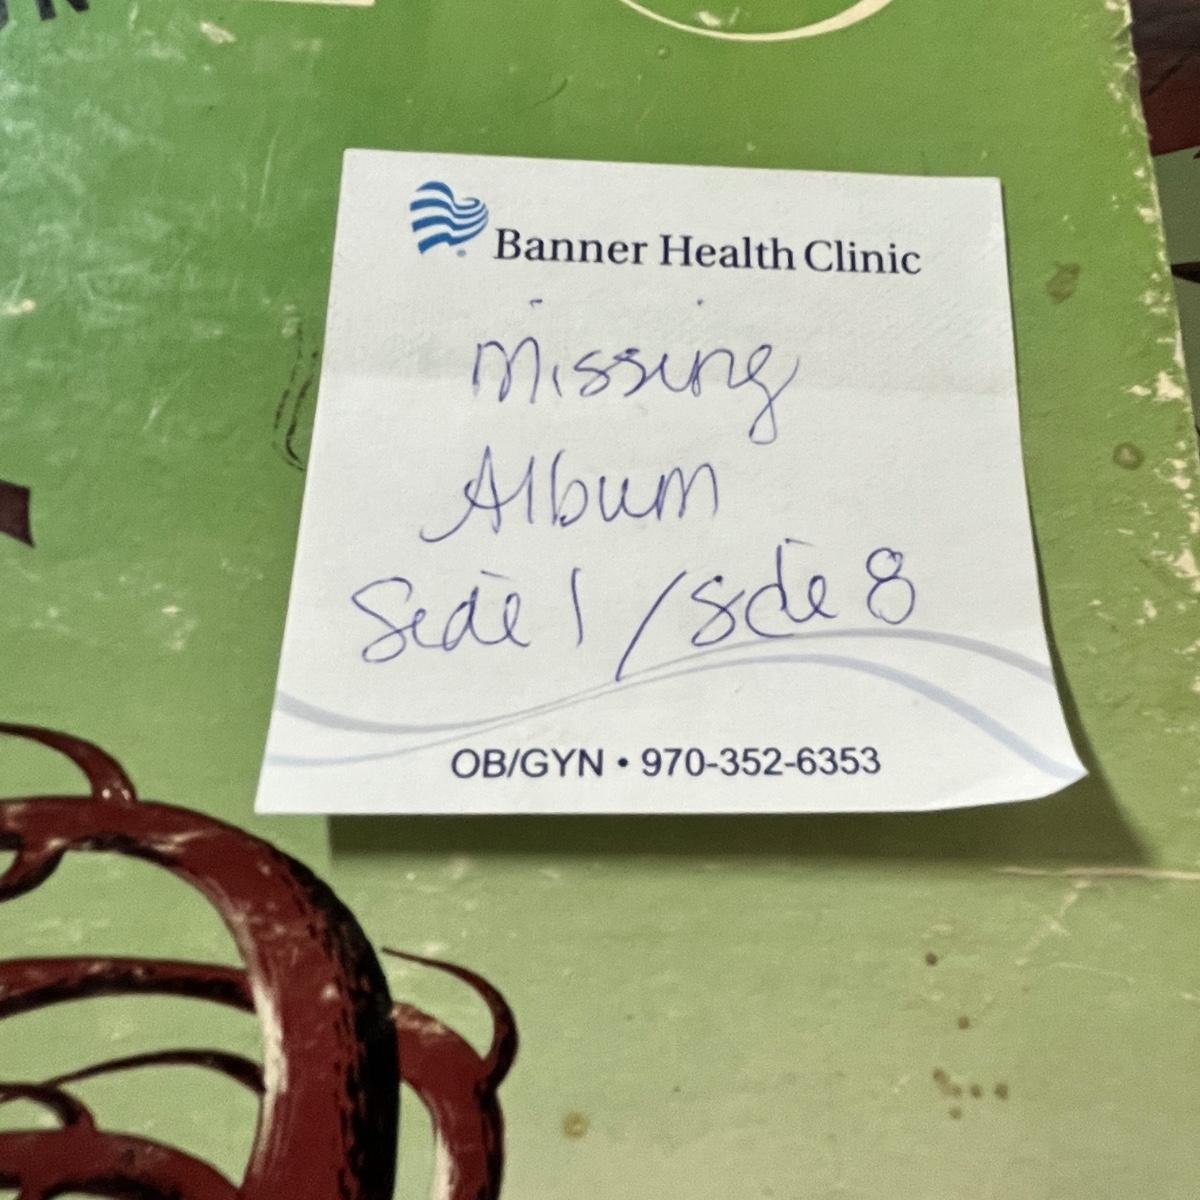 Banner Health Clinic
Missing
Album
Side 1 / Side 8
OB/GYN • 970-352-6353